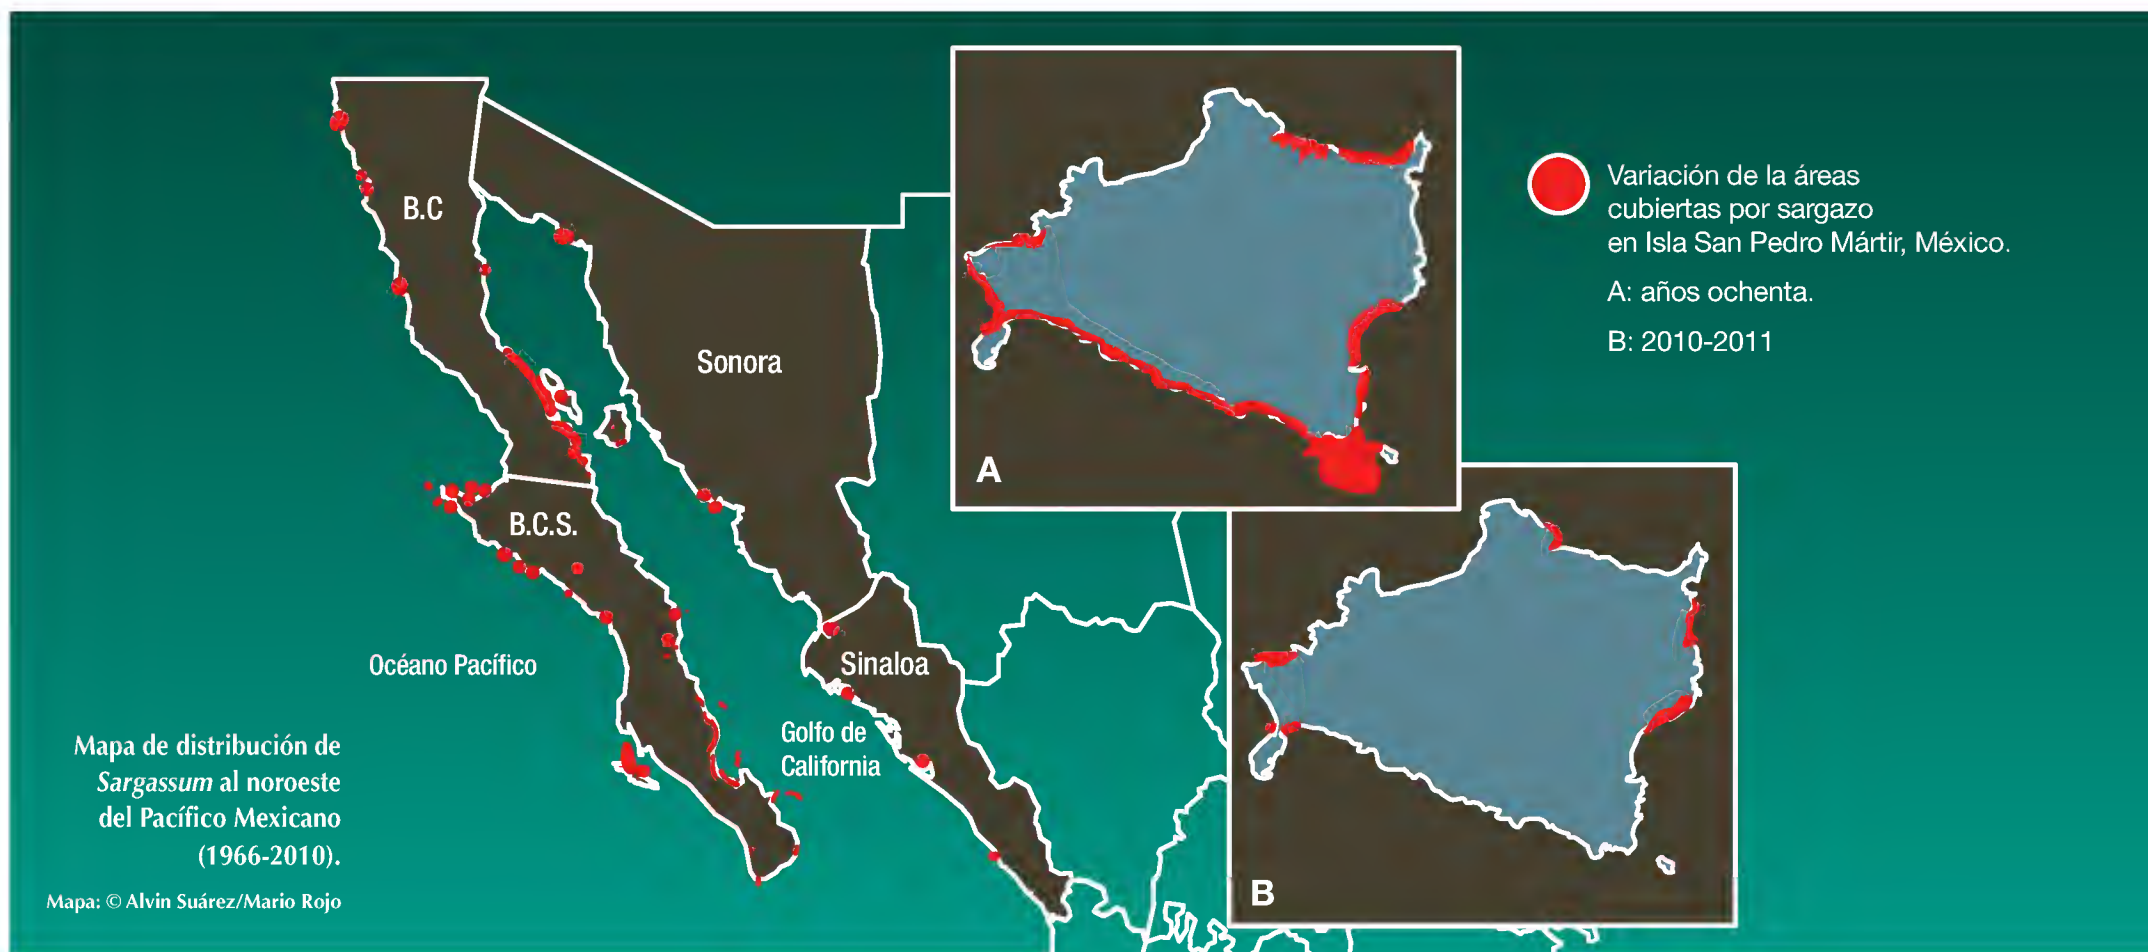 B.C
Sonora
B.C.S.
Sinaloa
Océano Pacífico
Golfo de
California
Mapa de distribución de
Sargassum al noroeste
del Pacífico Mexicano
(1966-2010).
Mapa: © Alvin Suárez/Mario Rojo
A
B
Variación de la áreas
cubiertas por sargazo
en Isla San Pedro Mártir, México.
A: años ochenta.
B: 2010-2011